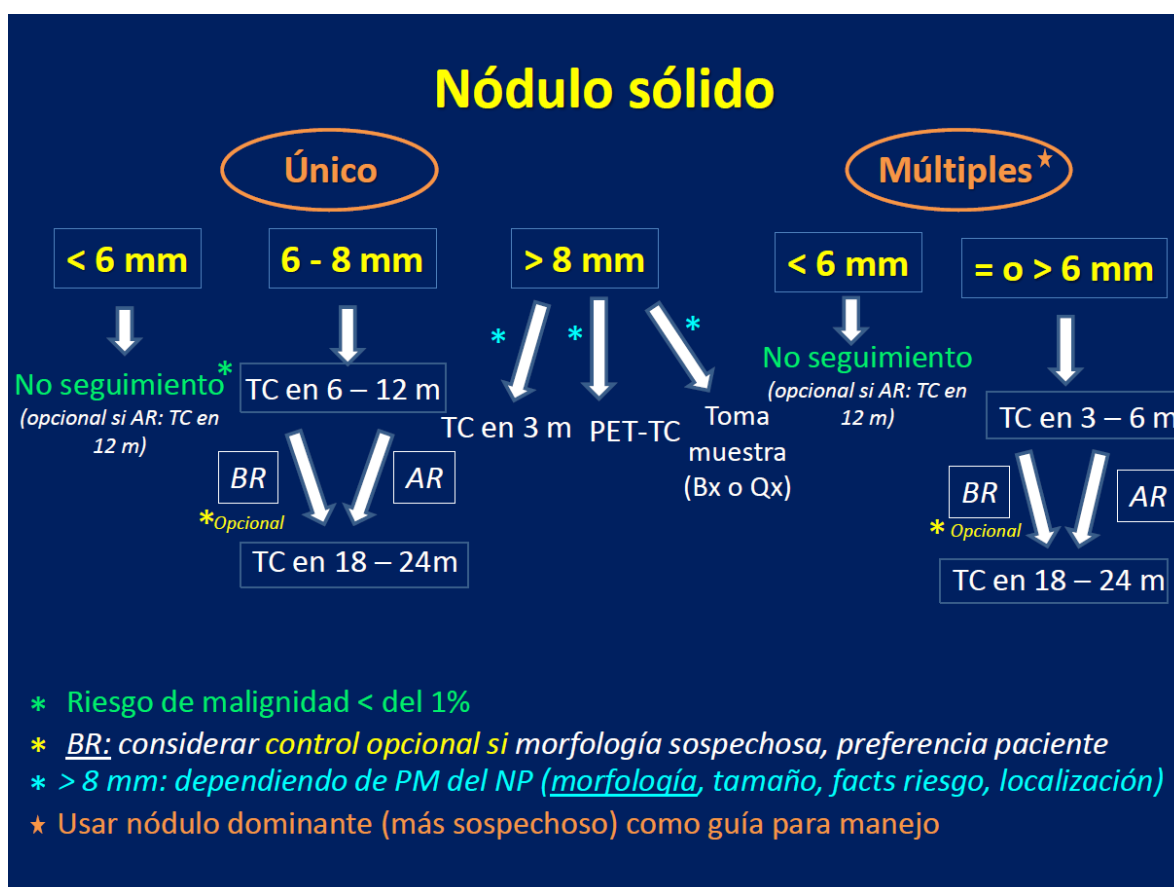 Nódulo sólido
Único
Múltiples
< 6 mm
6 - 8 mm
> 8 mm
< 6 mm
= o > 6 mm
No seguimiento *
(opcional si AR: TC en
12 m)
TC en 6 – 12 m
BR
AR
*Opcional
TC en 18 – 24m
* * *
TC en 3 m
PET-TC
Toma
muestra
(Bx o Qx)
No seguimiento
(opcional si AR: TC en
12 m)
TC en 3 – 6 m
BR
AR
* Opcional
TC en 18 – 24 m
* Riesgo de malignidad < del 1%
* BR: considerar control opcional si morfología sospechosa, preferencia paciente
* > 8 mm: dependiendo de PM del NP (morfología, tamaño, facts riesgo, localización)
★ Usar nódulo dominante (más sospechoso) como guía para manejo